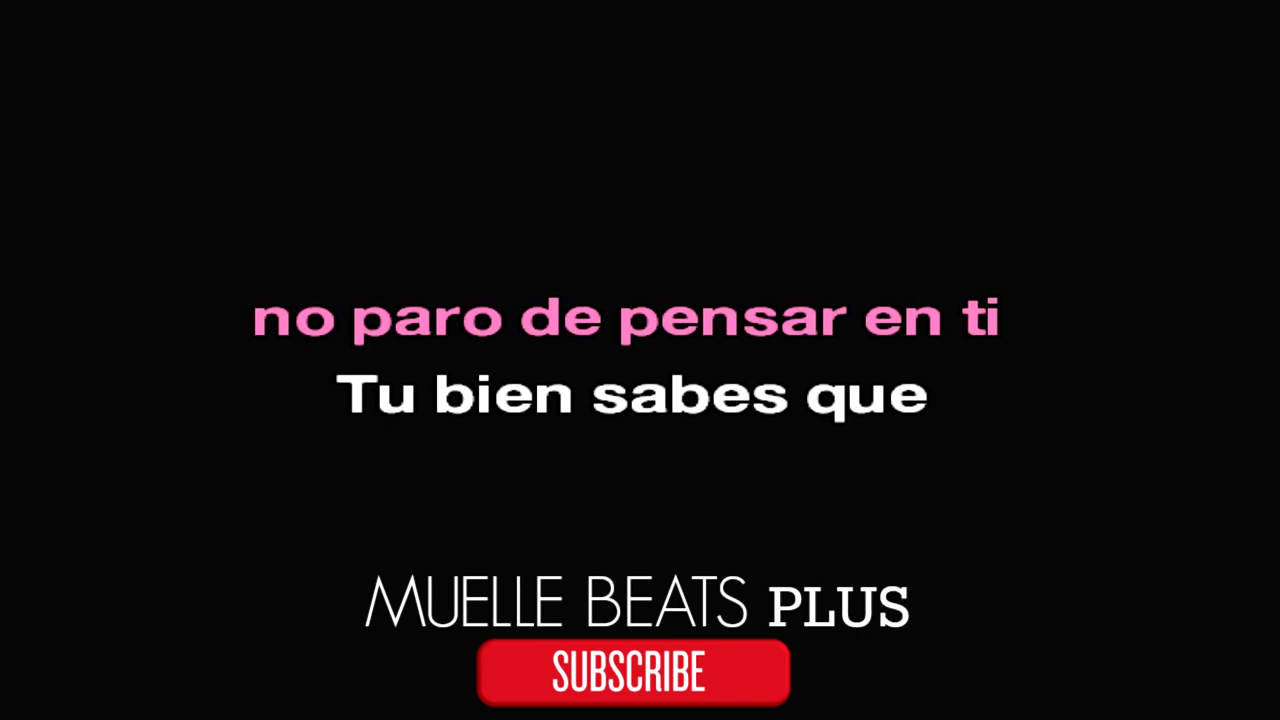 no paro de pensar en ti
Tu bien sabes que
MUELLE BEATS PLUS
SUBSCRIBE